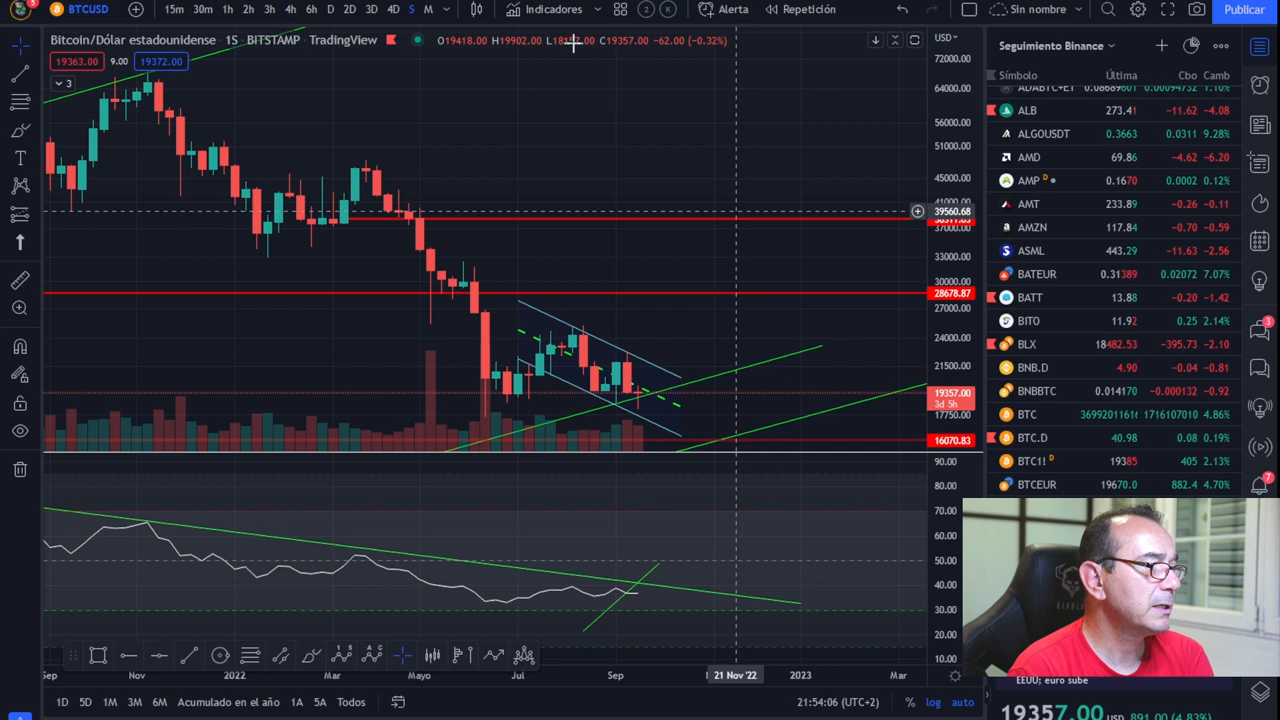 5 BTCUSD 15m 30m 1h 2h 3h 4h 6h D 2D 3D 4D S M Indicadores 2 K Alerta Repetición Sin nombre Publicar
Bitcoin/Dólar estadounidense · 1S · BITSTAMP · TradingView O19418.00 H19902.00 L18157.00 C19357.00 −62.00 (−0.32%)
19363.00 9.00 19372.00
3
USD
72000.00
64000.00
56000.00
51000.00
45000.00
39560.68
37000.00
33000.00
30000.00
28678.87
27000.00
24000.00
21500.00
19357.00
3d 5h
17750.00
16070.83
90.00
80.00
70.00
60.00
50.00
40.00
30.00
20.00
10.00
Sep Nov 2022 Mar Mayo Jul Sep 21 Nov '22 2023 Mar
1D 5D 1M 3M 6M Acumulado en el año 1A 5A Todos 21:54:06 (UTC+2) % log auto
Seguimiento Binance
Símbolo Última Cbo Camb
ALB 273.41 −11.62 −4.08
ALGOUSDT 0.3663 0.0311 9.28%
AMD 69.86 −4.62 −6.20
AMP D 0.1670 0.0002 0.12%
AMT 233.89 −0.26 −0.11
AMZN 117.84 −0.70 −0.59
ASML 443.29 −11.63 −2.56
BATEUR 0.31389 0.02072 7.07%
BATT 13.88 −0.20 −1.42
BITO 11.92 0.25 2.14%
BLX 18482.53 −395.73 −2.10
BNB.D 4.90 −0.04 −0.81
BNBBTC 0.014170 −0.000132 −0.92
BTC 3699201161 1716107010 4.86%
BTC.D 40.98 0.08 0.19%
BTC1! D 19385 405 2.13%
BTCEUR 19670.0 882.4 4.70%
3
7
DIABLO
EEUU; euro sube
19357.00 USD 891.00 (4.83%)